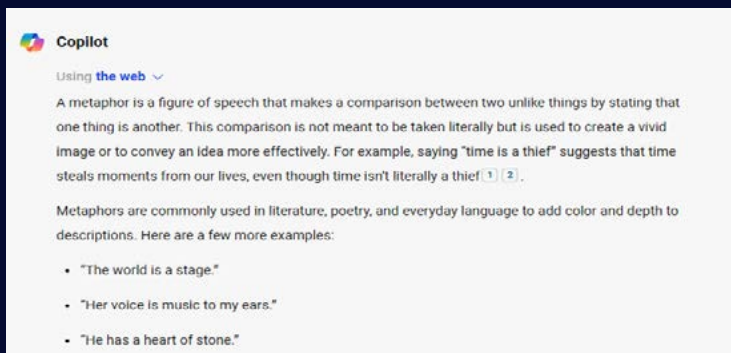 Copilot
Using the web
A metaphor is a figure of speech that makes a comparison between two unlike things by stating that
one thing is another. This comparison is not meant to be taken literally but is used to create a vivid
image or to convey an idea more effectively. For example, saying "time is a thief" suggests that time
steals moments from our lives, even though time isn't literally a thief 1 2 .
Metaphors are commonly used in literature, poetry, and everyday language to add color and depth to
descriptions. Here are a few more examples:
• "The world is a stage."
• "Her voice is music to my ears."
• "He has a heart of stone."